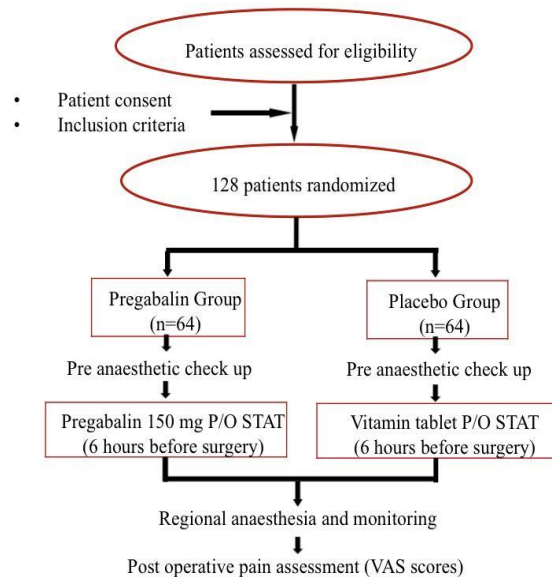 Patients assessed for eligibility
• Patient consent
• Inclusion criteria
128 patients randomized
Pregabalin Group
(n=64)
Placebo Group
(n=64)
Pre anaesthetic check up
Pre anaesthetic check up
Pregabalin 150 mg P/O STAT
(6 hours before surgery)
Vitamin tablet P/O STAT
(6 hours before surgery)
Regional anaesthesia and monitoring
Post operative pain assessment (VAS scores)